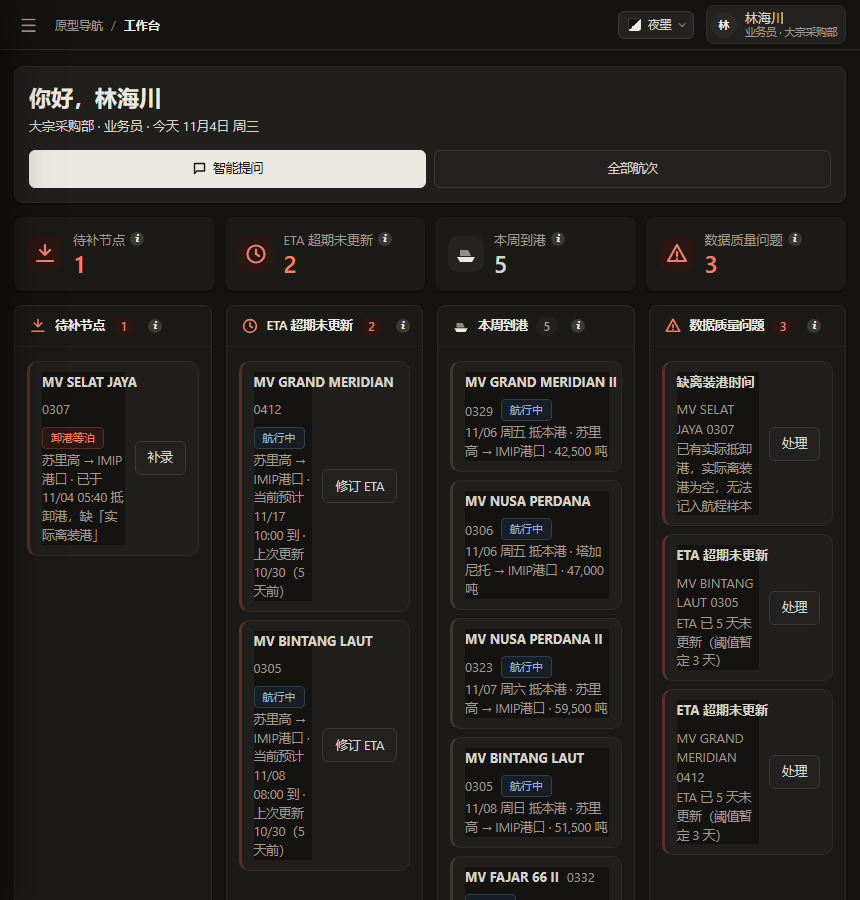 原型导航 / 工作台
夜墨
林
林海川
业务员 · 大宗采购部
你好，林海川
大宗采购部 · 业务员 · 今天 11月4日 周三
智能提问
全部航次
待补节点
1
ETA 超期未更新
2
本周到港
5
数据质量问题
3
待补节点 1
MV SELAT JAYA
0307
卸港等泊
苏里高 → IMIP
港口 · 已于
11/04 05:40 抵
卸港，缺「实
际离装港」
补录
ETA 超期未更新 2
MV GRAND MERIDIAN
0412
航行中
苏里高 →
IMIP港口 ·
当前预计
11/17
10:00 到 ·
上次更新
10/30（5
天前）
修订 ETA
MV BINTANG LAUT
0305
航行中
苏里高 →
IMIP港口 ·
当前预计
11/08
08:00 到 ·
上次更新
10/30（5
天前）
修订 ETA
本周到港 5
MV GRAND MERIDIAN II
0329 航行中
11/06 周五 抵本港 · 苏里
高 → IMIP港口 · 42,500 吨
MV NUSA PERDANA
0306 航行中
11/06 周五 抵本港 · 塔加
尼托 → IMIP港口 · 47,000
吨
MV NUSA PERDANA II
0323 航行中
11/07 周六 抵本港 · 苏里
高 → IMIP港口 · 59,500 吨
MV BINTANG LAUT
0305 航行中
11/08 周日 抵本港 · 苏里
高 → IMIP港口 · 51,500 吨
MV FAJAR 66 II 0332
数据质量问题 3
缺离装港时间
MV SELAT
JAYA 0307
已有实际抵卸
港，实际离装
港为空，无法
记入航程样本
处理
ETA 超期未更新
MV BINTANG
LAUT 0305
ETA 已 5 天未
更新（阈值暂
定 3 天）
处理
ETA 超期未更新
MV GRAND
MERIDIAN
0412
ETA 已 5 天未
更新（阈值暂
定 3 天）
处理